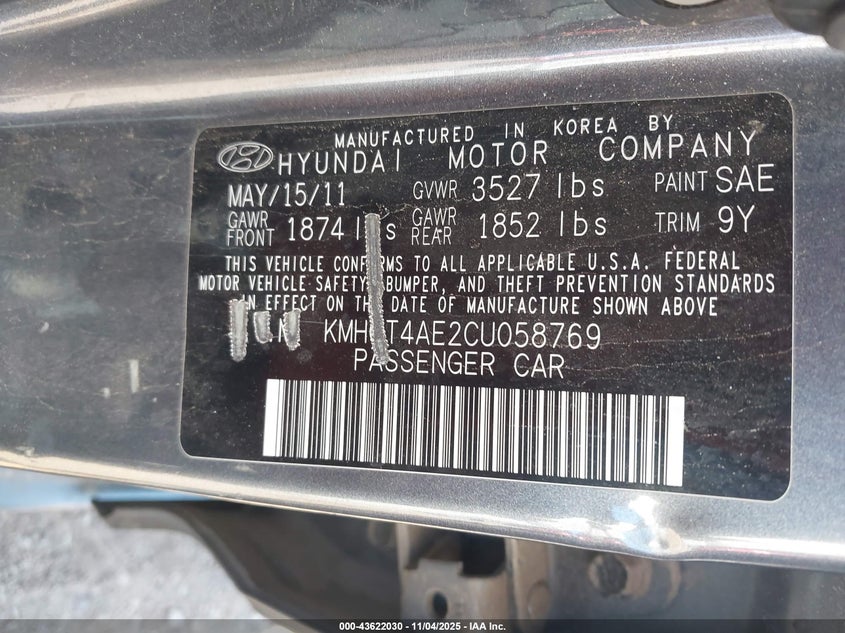 MANUFACTURED IN KOREA BY
HYUNDAI MOTOR COMPANY
MAY/15/11 GVWR 3527 lbs PAINT SAE
GAWR FRONT 1874 GAWR REAR 1852 lbs TRIM 9Y
THIS VEHICLE TO ALL APPLICABLE U.S.A. FEDERAL
MOTOR VEHICLE SAFETY, BUMPER, AND THEFT PREVENTION STANDARDS
IN EFFECT ON THE DATE OF MANUFACTURE SHOWN ABOVE
PASSENGER CAR
000-43622030 - 11/04/2025 - IAA Inc.